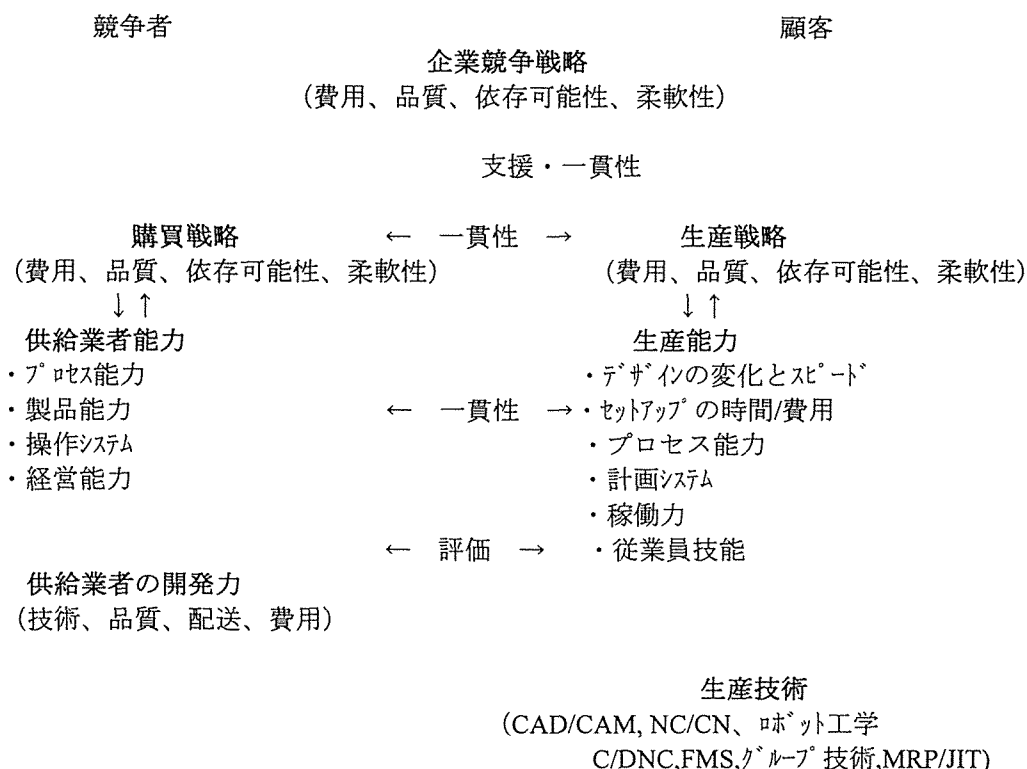 競争者 顧客
企業競争戦略
（費用、品質、依存可能性、柔軟性）
支援・一貫性
購買戦略 ← 一貫性 → 生産戦略
（費用、品質、依存可能性、柔軟性） （費用、品質、依存可能性、柔軟性）
↓↑ ↓↑
供給業者能力 生産能力
・プロセス能力 ・デザインの変化とスピード
・製品能力 ← 一貫性 → ・セットアップの時間/費用
・操作システム ・プロセス能力
・経営能力 ・計画システム
・稼働力
← 評価 → ・従業員技能
供給業者の開発力
（技術、品質、配送、費用）
生産技術
（CAD/CAM, NC/CN、ロボット工学
C/DNC,FMS,グループ技術,MRP/JIT）